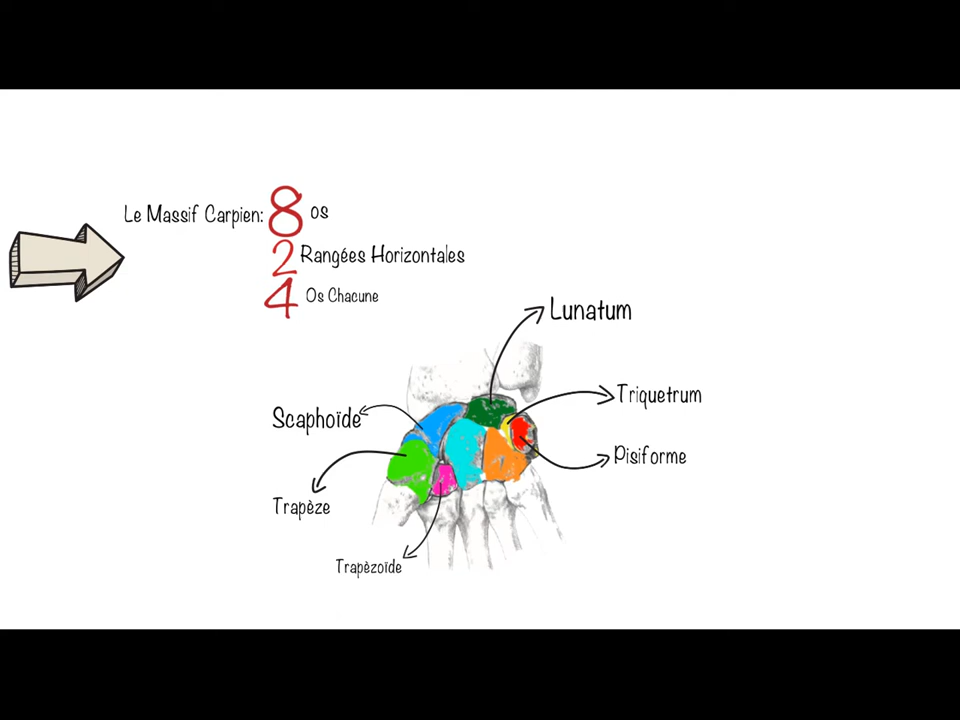 Le Massif Carpien: 8 os
2 Rangées Horizontales
4 Os Chacune
Lunatum
Triquetrum
Scaphoïde
Pisiforme
Trapèze
Trapèzoïde